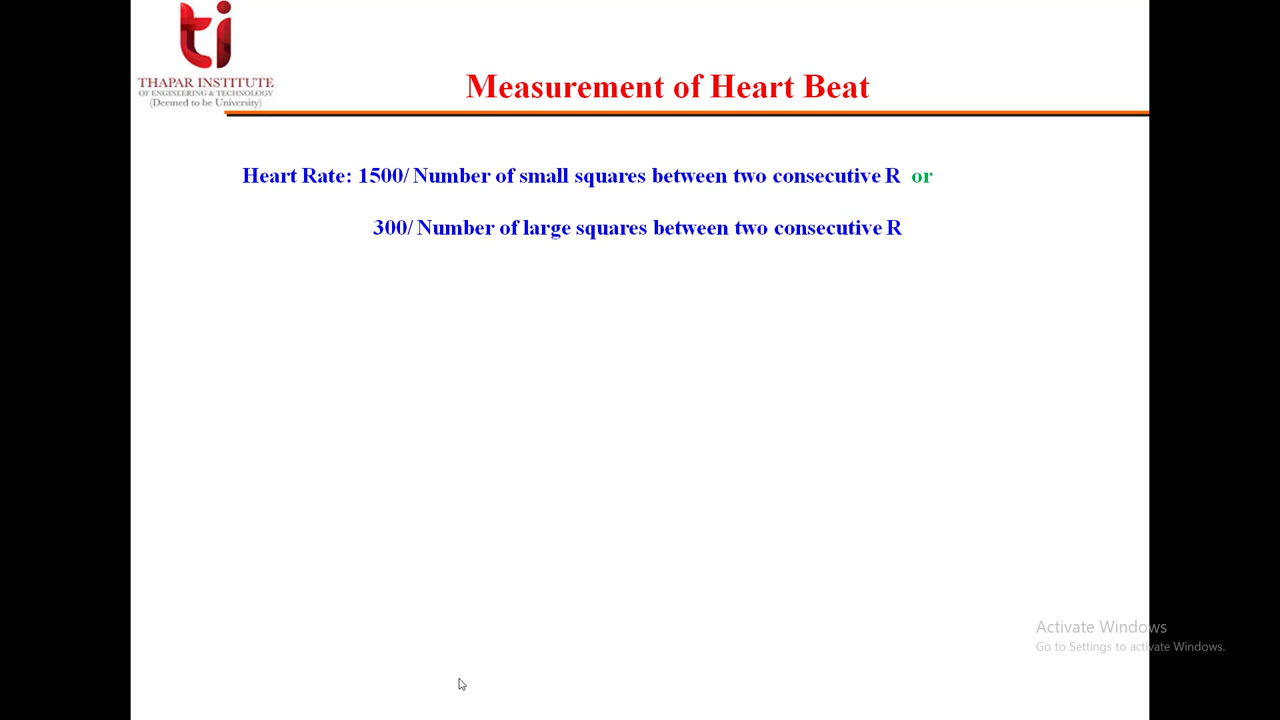 ti
THAPAR INSTITUTE
OF ENGINEERING & TECHNOLOGY
(Deemed to be University)
Measurement of Heart Beat
Heart Rate: 1500/ Number of small squares between two consecutive R or
300/ Number of large squares between two consecutive R
Activate Windows
Go to Settings to activate Windows.